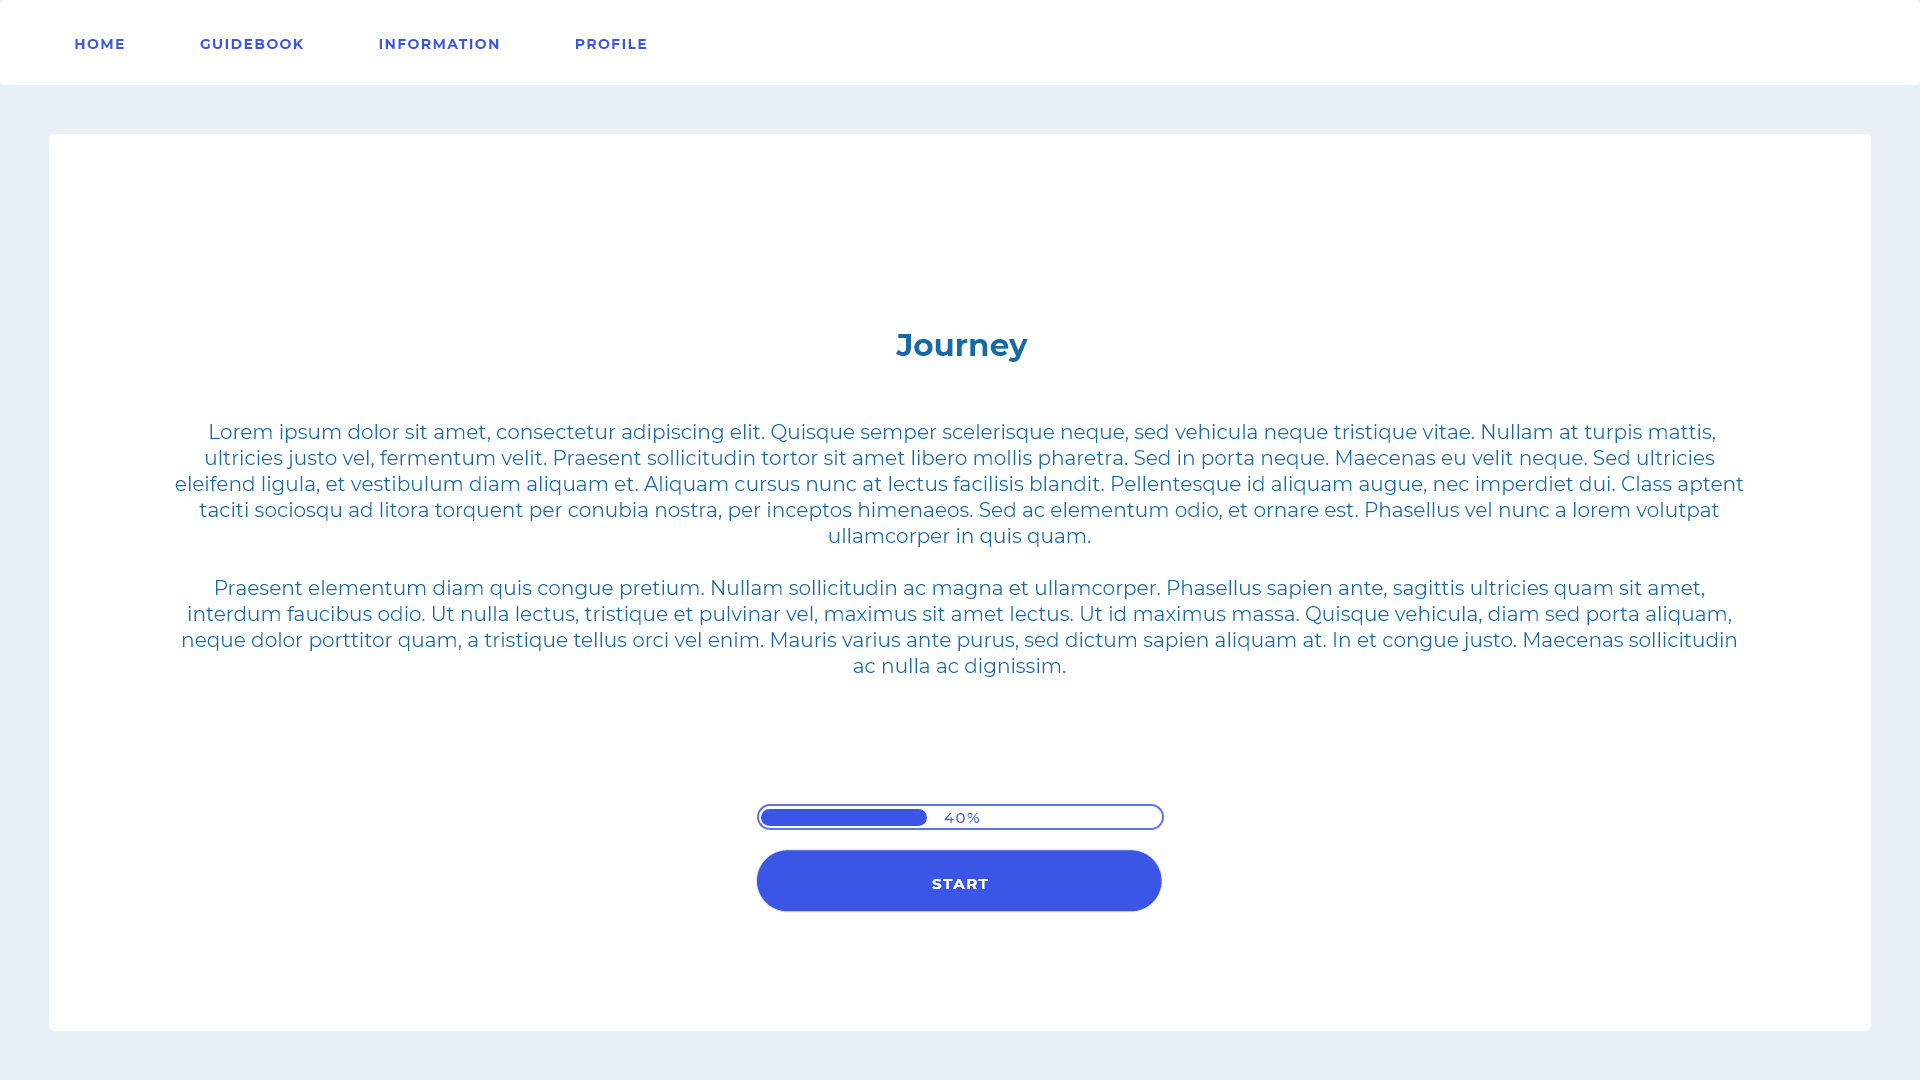 HOME GUIDEBOOK INFORMATION PROFILE
Journey
Lorem ipsum dolor sit amet, consectetur adipiscing elit. Quisque semper scelerisque neque, sed vehicula neque tristique vitae. Nullam at turpis mattis,
ultricies justo vel, fermentum velit. Praesent sollicitudin tortor sit amet libero mollis pharetra. Sed in porta neque. Maecenas eu velit neque. Sed ultricies
eleifend ligula, et vestibulum diam aliquam et. Aliquam cursus nunc at lectus facilisis blandit. Pellentesque id aliquam augue, nec imperdiet dui. Class aptent
taciti sociosqu ad litora torquent per conubia nostra, per inceptos himenaeos. Sed ac elementum odio, et ornare est. Phasellus vel nunc a lorem volutpat
ullamcorper in quis quam.
Praesent elementum diam quis congue pretium. Nullam sollicitudin ac magna et ullamcorper. Phasellus sapien ante, sagittis ultricies quam sit amet,
interdum faucibus odio. Ut nulla lectus, tristique et pulvinar vel, maximus sit amet lectus. Ut id maximus massa. Quisque vehicula, diam sed porta aliquam,
neque dolor porttitor quam, a tristique tellus orci vel enim. Mauris varius ante purus, sed dictum sapien aliquam at. In et congue justo. Maecenas sollicitudin
ac nulla ac dignissim.
40%
START